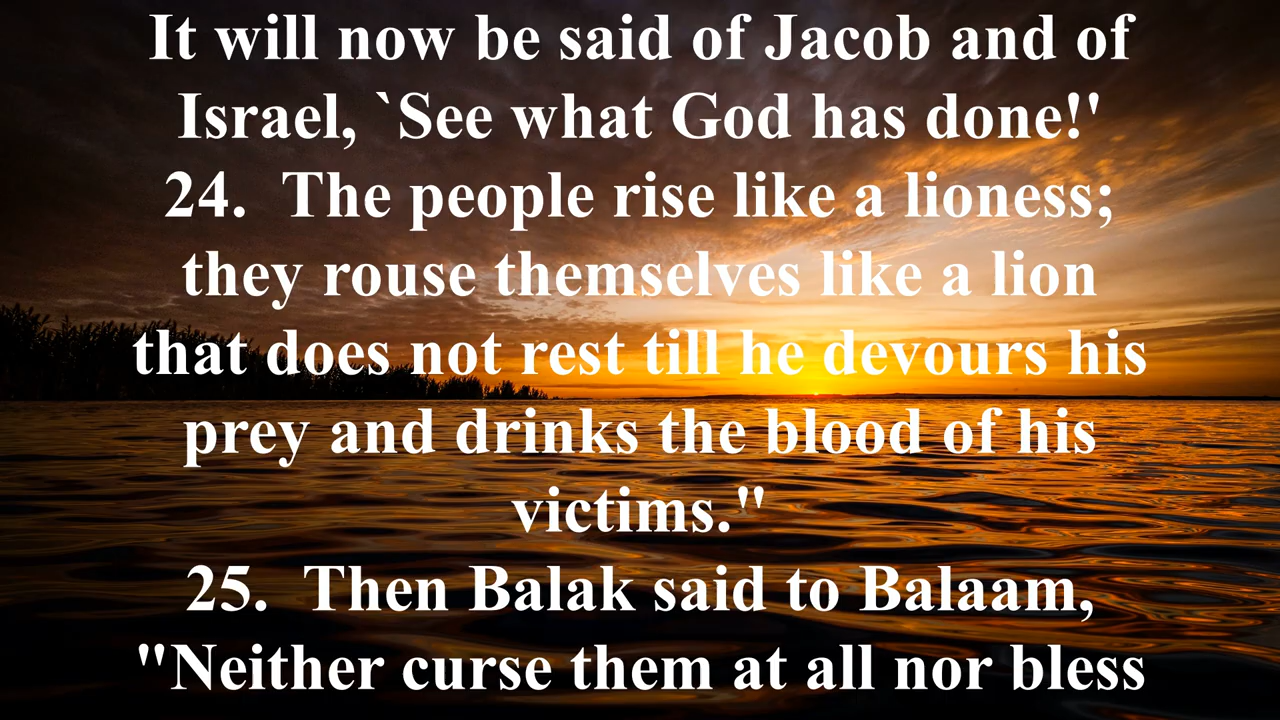 It will now be said of Jacob and of
Israel, `See what God has done!'
24.  The people rise like a lioness;
they rouse themselves like a lion
that does not rest till he devours his
prey and drinks the blood of his
victims."
25.  Then Balak said to Balaam,
"Neither curse them at all nor bless